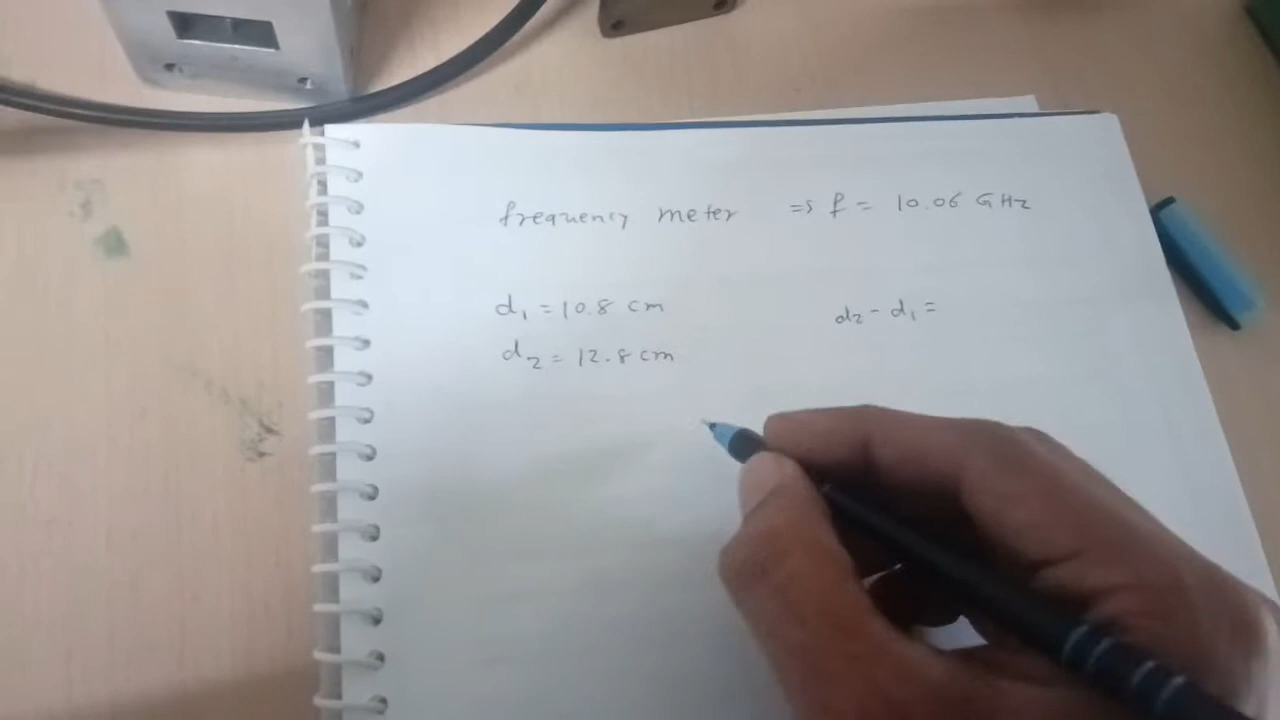 frequency meter => f = 10.06 GHz
d₁ = 10.8 cm d₂ - d₁ =
d₂ = 12.8 cm